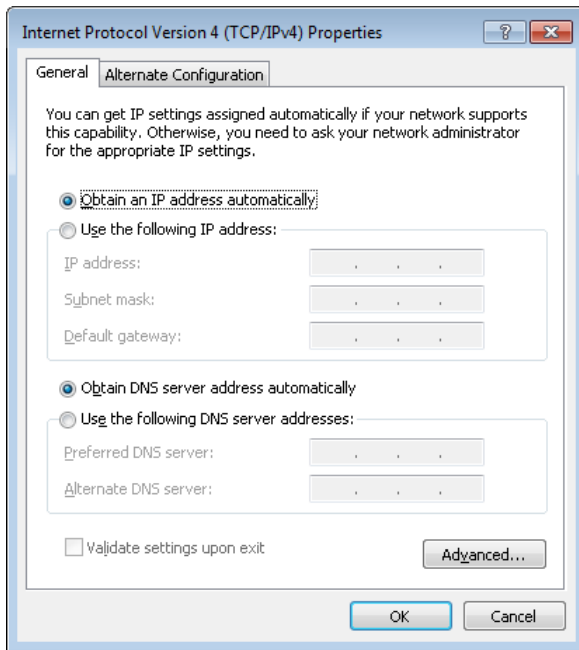 Internet Protocol Version 4 (TCP/IPv4) Properties
General
Alternate Configuration
You can get IP settings assigned automatically if your network supports
this capability. Otherwise, you need to ask your network administrator
for the appropriate IP settings.
Obtain an IP address automatically
Use the following IP address:
IP address:
Subnet mask:
Default gateway:
Obtain DNS server address automatically
Use the following DNS server addresses:
Preferred DNS server:
Alternate DNS server:
Validate settings upon exit
Advanced...
OK
Cancel